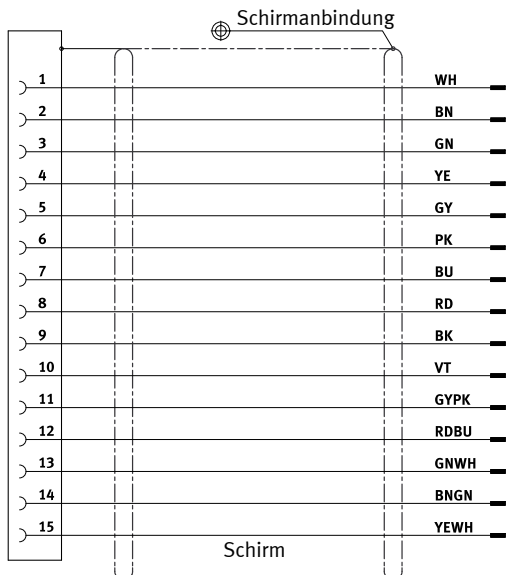 Schirmanbindung
1 WH
2 BN
3 GN
4 YE
5 GY
6 PK
7 BU
8 RD
9 BK
10 VT
11 GYPK
12 RDBU
13 GNWH
14 BNGN
15 YEWH
Schirm